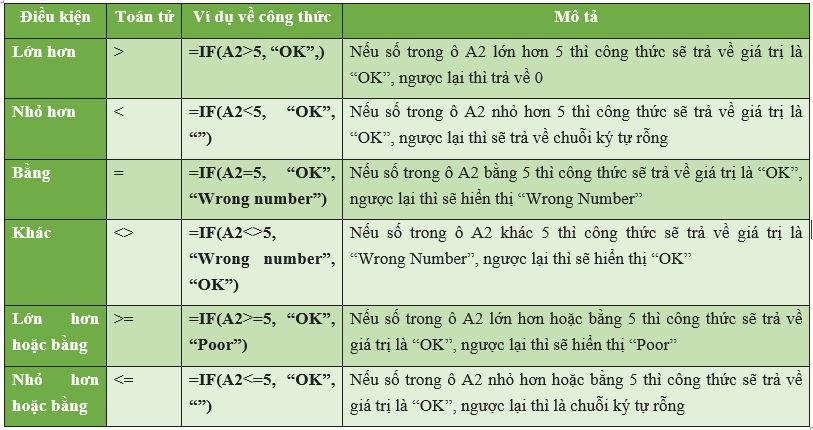 Điều kiện Toán tử Ví dụ về công thức Mô tả
Lớn hơn > =IF(A2>5, “OK”,) Nếu số trong ô A2 lớn hơn 5 thì công thức sẽ trả về giá trị là
“OK”, ngược lại thì trả về 0
Nhỏ hơn < =IF(A2<5, “OK”, Nếu số trong ô A2 nhỏ hơn 5 thì công thức sẽ trả về giá trị là
“”) “OK”, ngược lại thì sẽ trả về chuỗi ký tự rỗng
Bằng = =IF(A2=5, “OK”, Nếu số trong ô A2 bằng 5 thì công thức sẽ trả về giá trị là “OK”,
“Wrong number”) ngược lại thì sẽ hiển thị “Wrong Number”
Khác <> =IF(A2<>5, Nếu số trong ô A2 khác 5 thì công thức sẽ trả về giá trị là
“Wrong number”, “Wrong Number”, ngược lại thì sẽ hiển thị “OK”
“OK”)
Lớn hơn >= =IF(A2>=5, “OK”, Nếu số trong ô A2 lớn hơn hoặc bằng 5 thì công thức sẽ trả về
hoặc bằng “Poor”) giá trị là “OK”, ngược lại thì sẽ hiển thị “Poor”
Nhỏ hơn <= =IF(A2<=5, “OK”, Nếu số trong ô A2 nhỏ hơn hoặc bằng 5 thì công thức sẽ trả về
hoặc bằng “”) giá trị là “OK”, ngược lại thì là chuỗi ký tự rỗng